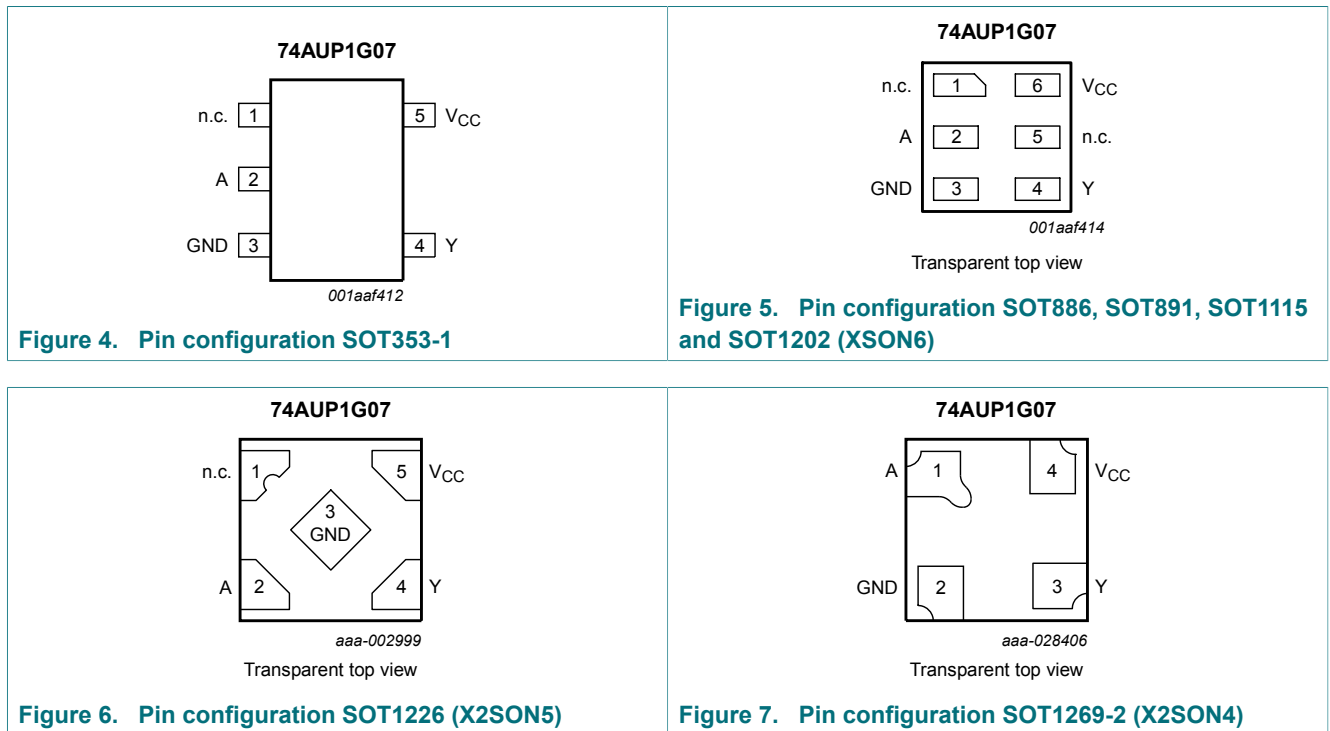 74AUP1G07
n.c. 1
5 VCC
A 2
GND 3
4 Y
001aaf412
Figure 4. Pin configuration SOT353-1
74AUP1G07
n.c. 1 6 VCC
A 2 5 n.c.
GND 3 4 Y
001aaf414
Transparent top view
Figure 5. Pin configuration SOT886, SOT891, SOT1115
and SOT1202 (XSON6)
74AUP1G07
n.c. 1 5 VCC
3
GND
A 2 4 Y
aaa-002999
Transparent top view
Figure 6. Pin configuration SOT1226 (X2SON5)
74AUP1G07
A 1 4 VCC
GND 2 3 Y
aaa-028406
Transparent top view
Figure 7. Pin configuration SOT1269-2 (X2SON4)